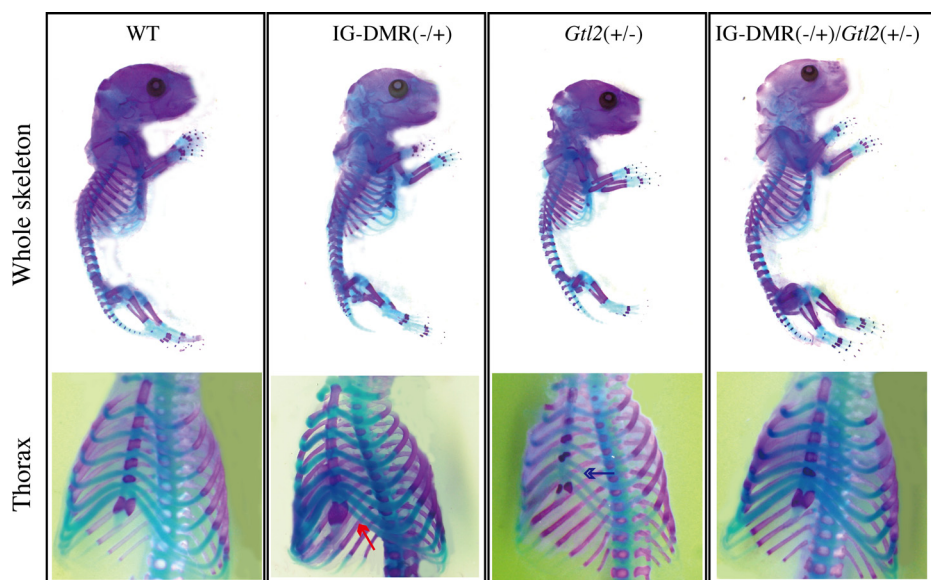 WT
IG-DMR(-/+)
Gtl2(+/-)
IG-DMR(-/+)/Gtl2(+/-)
Whole skeleton
Thorax